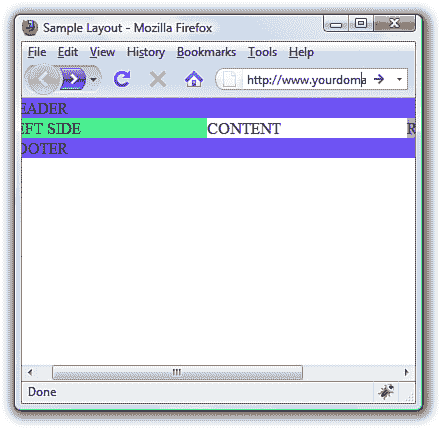 Sample Layout - Mozilla Firefox
File Edit View History Bookmarks Tools Help
http://www.yourdoma
EADER
EFT SIDE CONTENT R
OOTER
Done